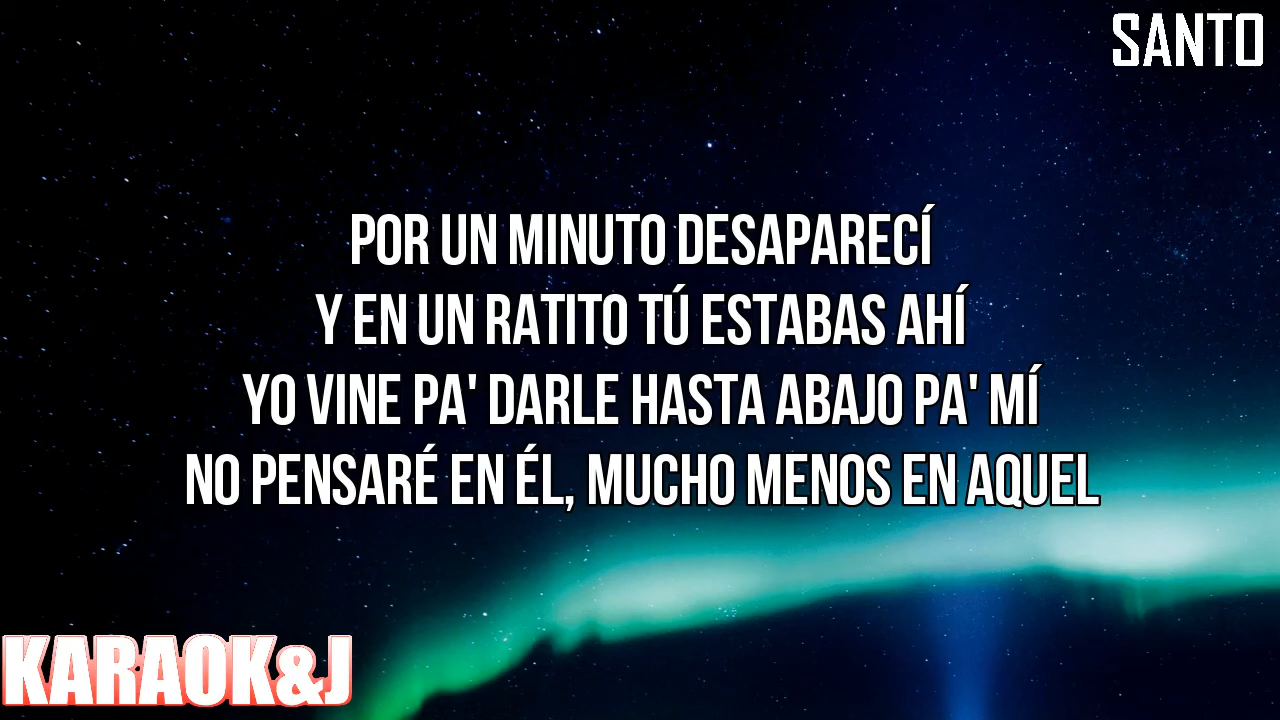 SANTO
POR UN MINUTO DESAPARECÍ
Y EN UN RATITO TÚ ESTABAS AHÍ
YO VINE PA' DARLE HASTA ABAJO PA' MÍ
NO PENSARÉ EN ÉL, MUCHO MENOS EN AQUEL
KARAOK&J